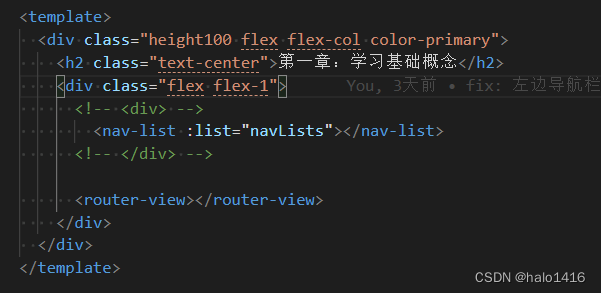 <template>
<div class="height100 flex flex-col color-primary">
<h2 class="text-center">第一章：学习基础概念</h2>
<div class="flex flex-1"> You, 3天前 • fix: 左边导航栏
<!-- <div> -->
<nav-list :list="navLists"></nav-list>
<!-- </div> -->
<router-view></router-view>
</div>
</div>
</template>
CSDN @halo1416